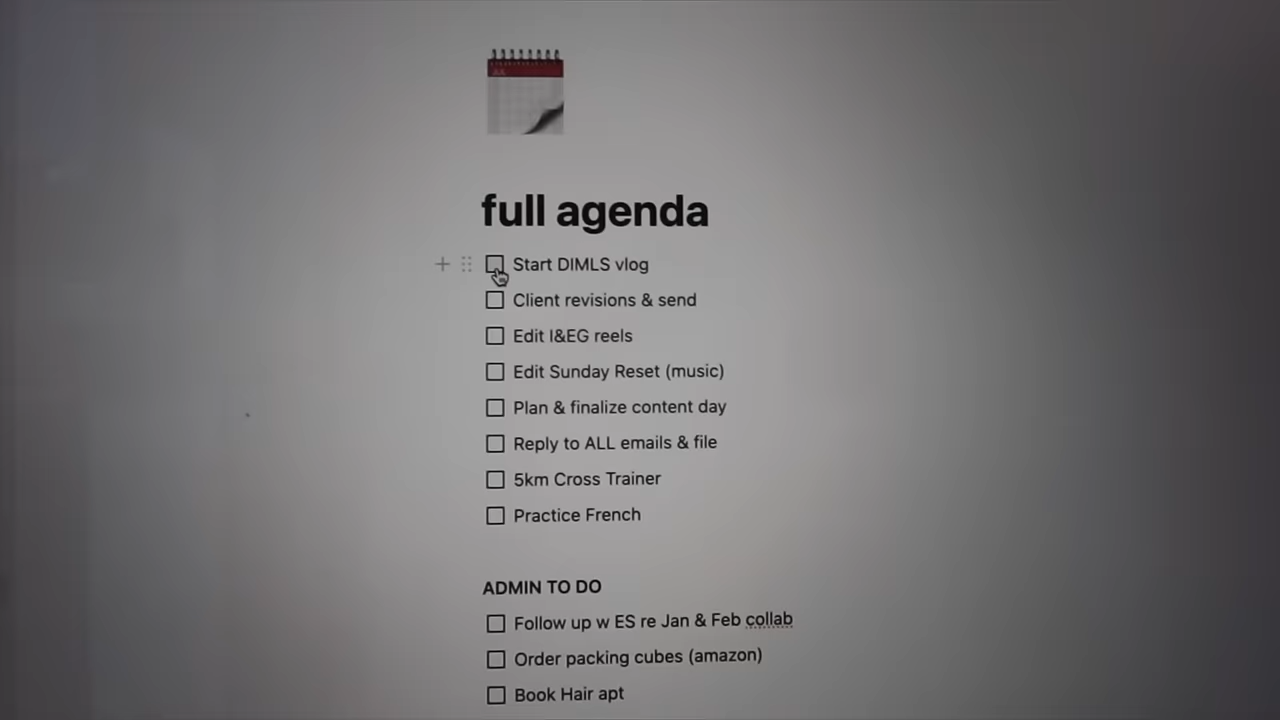 JUL
full agenda
Start DIMLS vlog
Client revisions & send
Edit I&EG reels
Edit Sunday Reset (music)
Plan & finalize content day
Reply to ALL emails & file
5km Cross Trainer
Practice French
ADMIN TO DO
Follow up w ES re Jan & Feb collab
Order packing cubes (amazon)
Book Hair apt